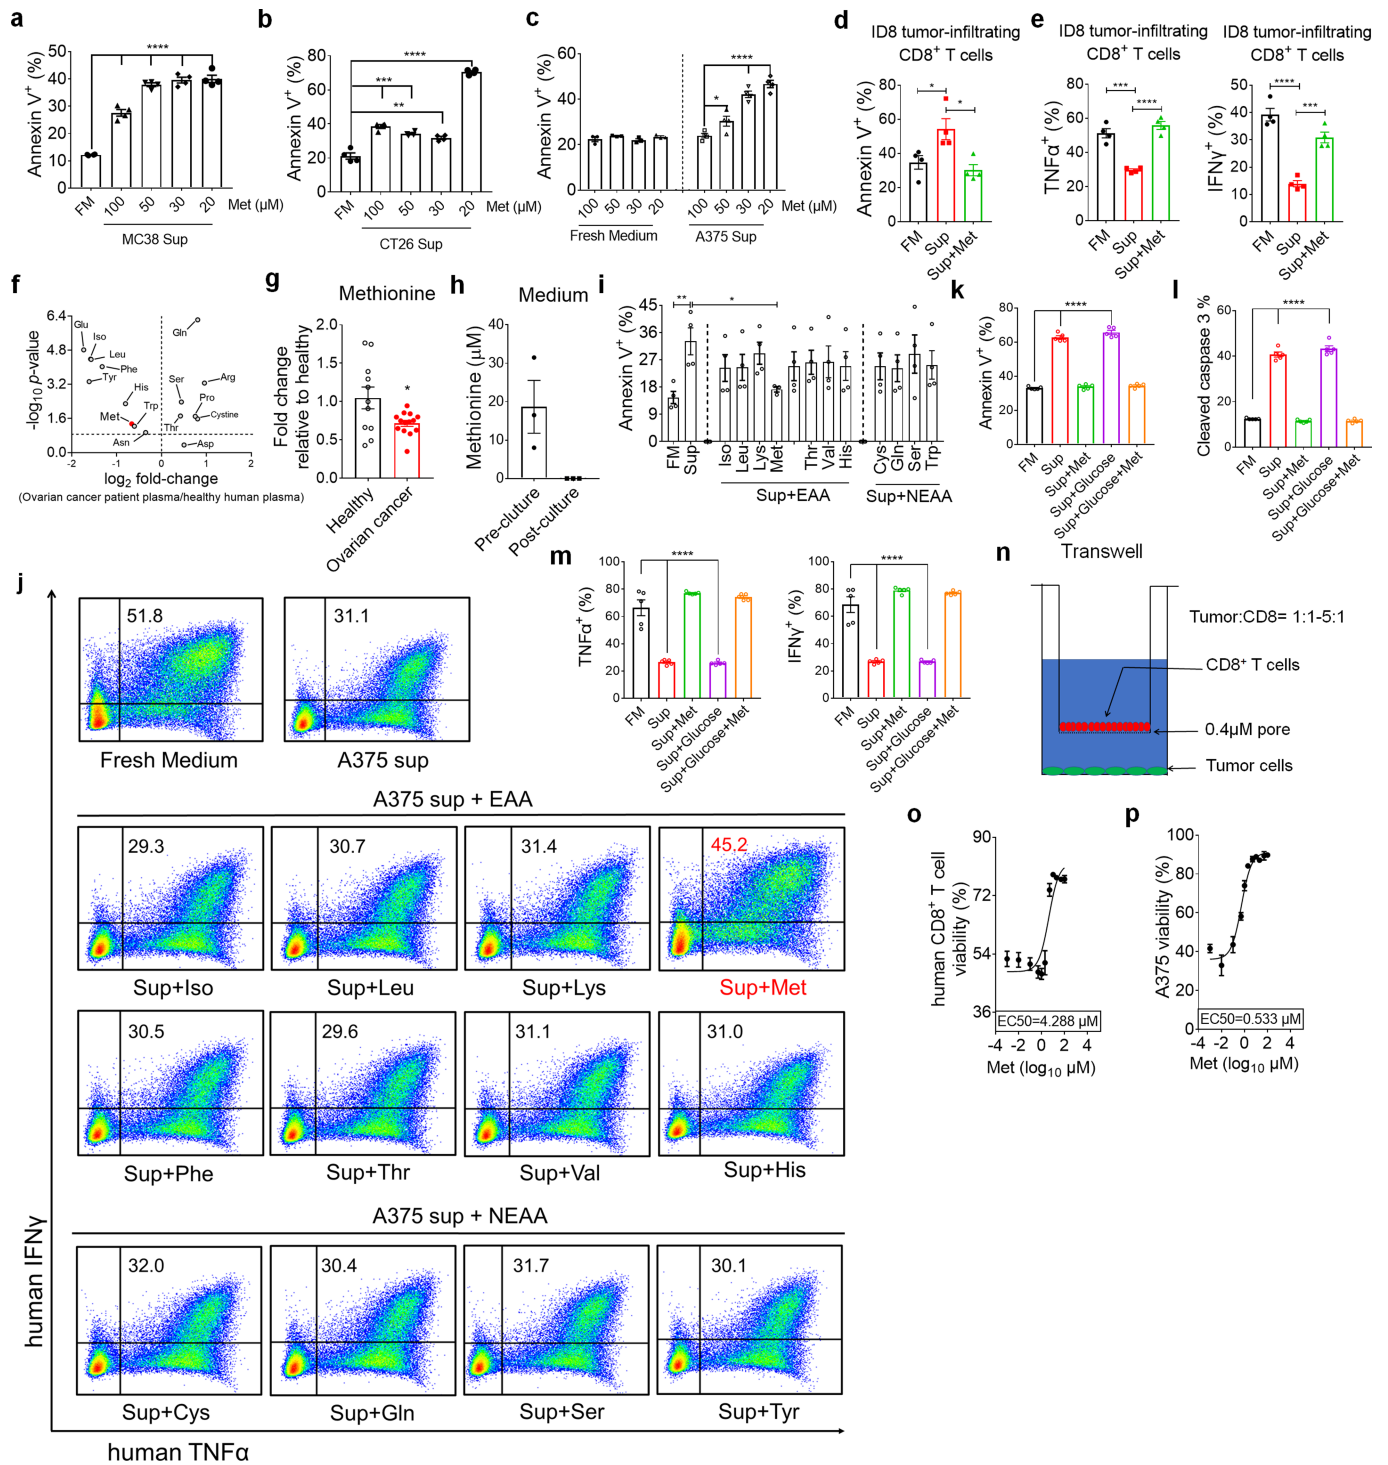 a
Annexin V⁺ (%)
50
40
30
20
10
0
****
FM
100
50
30
20
Met (μM)
MC38 Sup
b
Annexin V⁺ (%)
80
60
40
20
0
****
***
**
FM
100
50
30
20
Met (μM)
CT26 Sup
c
Annexin V⁺ (%)
60
40
20
0
****
*
100
50
30
20
100
50
30
20
Met (μM)
Fresh Medium
A375 Sup
d
ID8 tumor-infiltrating
CD8⁺ T cells
Annexin V⁺ (%)
80
60
40
20
0
*
*
FM
Sup
Sup+Met
e
ID8 tumor-infiltrating
CD8⁺ T cells
TNFα⁺ (%)
80
60
40
20
0
***
****
FM
Sup
Sup+Met
ID8 tumor-infiltrating
CD8⁺ T cells
IFNγ⁺ (%)
50
40
30
20
10
0
****
***
FM
Sup
Sup+Met
f
-log₁₀ p-value
6.4
4.8
3.2
1.6
0.0
Glu
Iso
Leu
Phe
Tyr
His
Met
Trp
Asn
Gln
Ser
Arg
Pro
Cystine
Thr
Asp
-2
-1
0
1
2
log₂ fold-change
(Ovarian cancer patient plasma/healthy human plasma)
g
Methionine
Fold change
relative to healthy
2.0
1.5
1.0
0.5
0.0
*
Healthy
Ovarian cancer
h
Medium
Methionine (μM)
40
30
20
10
0
Pre-cluture
Post-culture
i
Annexin V⁺ (%)
45
36
27
18
9
0
**
*
FM
Sup
Iso
Leu
Lys
Met
Thr
Val
His
Cys
Gln
Ser
Trp
Sup+EAA
Sup+NEAA
k
Annexin V⁺ (%)
80
60
40
20
0
****
FM
Sup
Sup+Met
Sup+Glucose
Sup+Glucose+Met
l
Cleaved caspase 3 %
60
40
20
0
****
FM
Sup
Sup+Met
Sup+Glucose
Sup+Glucose+Met
j
51.8
Fresh Medium
31.1
A375 sup
A375 sup + EAA
29.3
30.7
31.4
45.2
Sup+Iso
Sup+Leu
Sup+Lys
Sup+Met
30.5
29.6
31.1
31.0
Sup+Phe
Sup+Thr
Sup+Val
Sup+His
A375 sup + NEAA
32.0
30.4
31.7
30.1
Sup+Cys
Sup+Gln
Sup+Ser
Sup+Tyr
human IFNγ
human TNFα
m
TNFα⁺ (%)
100
80
60
40
20
0
****
FM
Sup
Sup+Met
Sup+Glucose
Sup+Glucose+Met
IFNγ⁺ (%)
100
80
60
40
20
0
****
FM
Sup
Sup+Met
Sup+Glucose
Sup+Glucose+Met
n
Transwell
Tumor:CD8= 1:1-5:1
CD8⁺ T cells
0.4μM pore
Tumor cells
o
human CD8⁺ T cell
viability (%)
90
72
54
36
EC50=4.288 μM
-4
-2
0
2
4
Met (log₁₀ μM)
p
A375 viability (%)
100
80
60
40
20
0
EC50=0.533 μM
-4
-2
0
2
4
Met (log₁₀ μM)